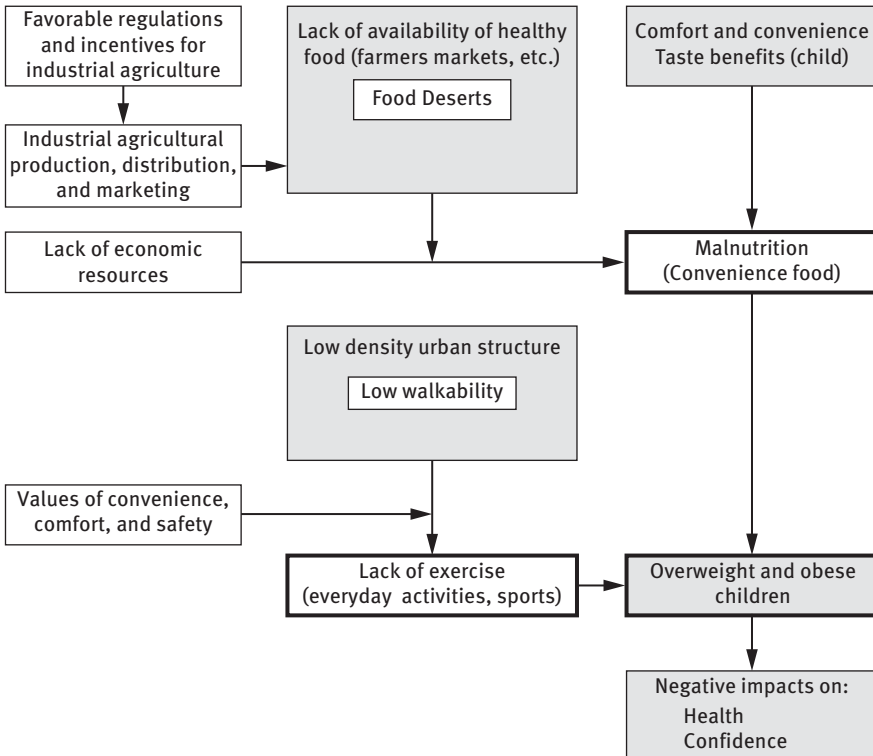 Favorable regulations
and incentives for
industrial agriculture
Lack of availability of healthy
food (farmers markets, etc.)
Food Deserts
Comfort and convenience
Taste benefits (child)
Industrial agricultural
production, distribution,
and marketing
Lack of economic
resources
Malnutrition
(Convenience food)
Low density urban structure
Low walkability
Values of convenience,
comfort, and safety
Lack of exercise
(everyday activities, sports)
Overweight and obese
children
Negative impacts on:
Health
Confidence